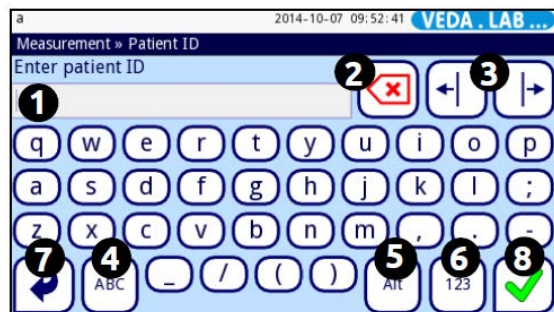 a 2014-10-07 09:52:41 VEDA . LAB ...
Measurement » Patient ID
Enter patient ID
2 3
1
q w e r t y u i o p
a s d f g h j k l ;
z x c v b n m , . -
7 4 5 6 8
ABC _ / ( ) Alt 123